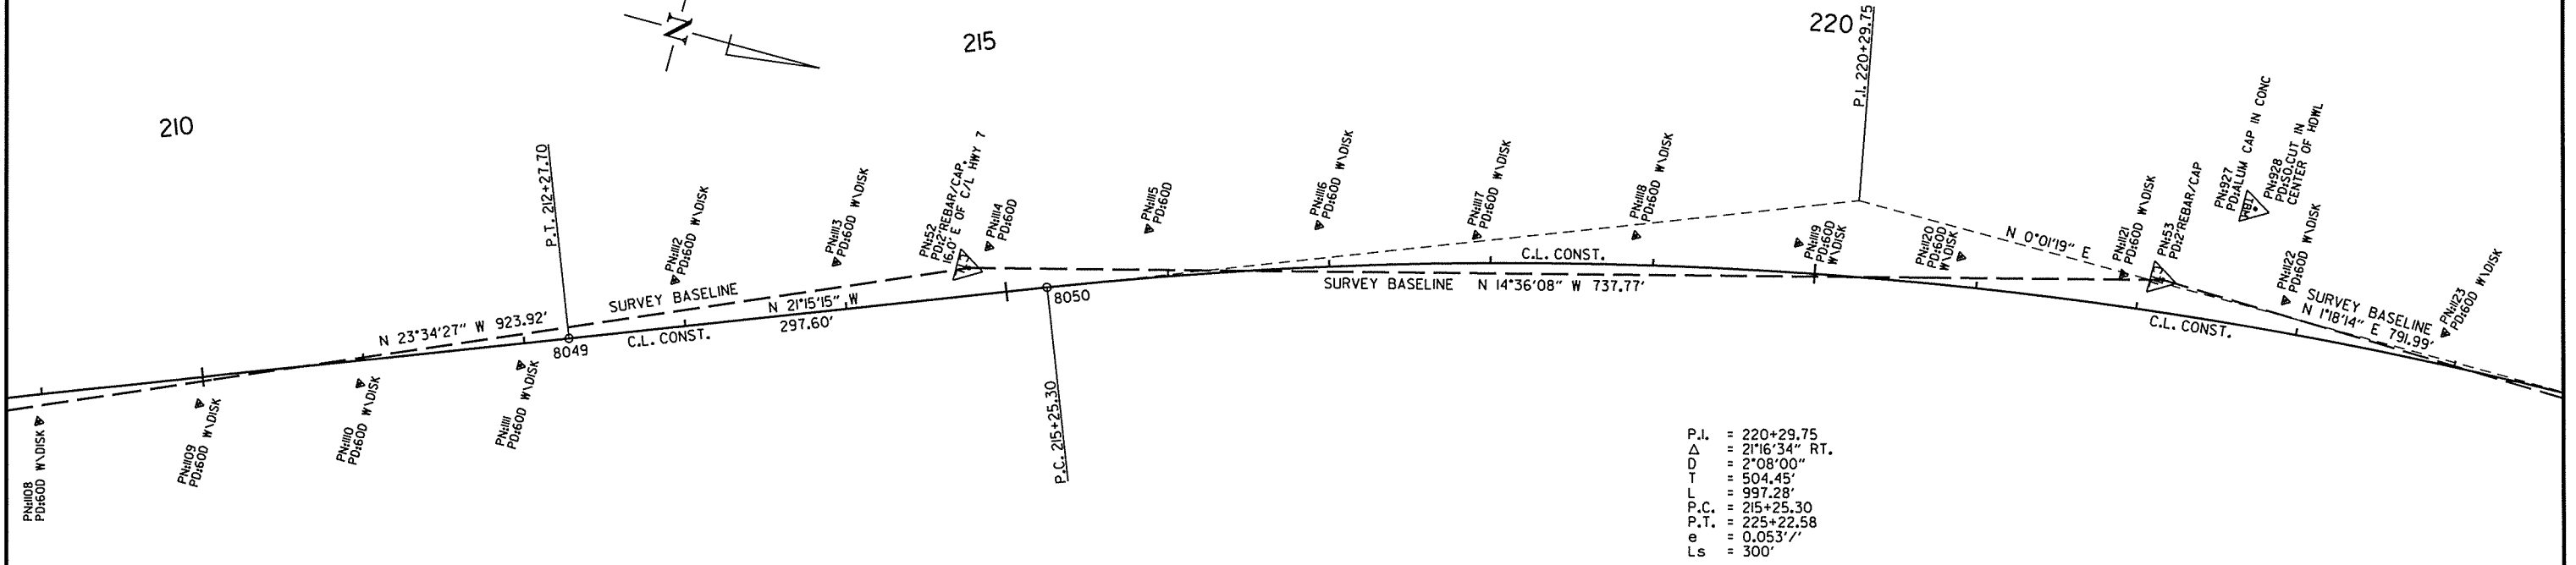 N
210
215
220
P.I. 220+29.75
P.T. 212+27.70
P.C. 215+25.30
PN:1108
PD:60D W\DISK
PN:1109
PD:60D W\DISK
PN:1110
PD:60D W\DISK
PN:1111
PD:60D W\DISK
PN:1112
PD:60D W\DISK
PN:1113
PD:60D W\DISK
PN:52
PD:2'REBAR/CAP.
16.0' E OF C/L HWY 7
PN:1114
PD:60D
PN:1115
PD:60D
PN:1116
PD:60D W\DISK
PN:1117
PD:60D W\DISK
PN:1118
PD:60D W\DISK
PN:1119
PD:60D
W\DISK
PN:1120
PD:60D
W\DISK
PN:1121
PD:60D W\DISK
PN:53
PD:2'REBAR/CAP
PN:927
PD:ALUM CAP IN CONC
TBM
PN:928
PD:SQ.CUT IN
CENTER OF HDWL
PN:1122
PD:60D W\DISK
PN:1123
PD:60D W\DISK
N 23°34'27" W 923.92'
SURVEY BASELINE
8049
C.L. CONST.
N 21°15'15" W
297.60'
8050
C.L. CONST.
SURVEY BASELINE N 14°36'08" W 737.77'
N 0°01'19" E
SURVEY BASELINE
N 1°18'14" E 791.99'
C.L. CONST.
P.I. = 220+29.75
Δ = 21°16'34" RT.
D = 2°08'00"
T = 504.45'
L = 997.28'
P.C. = 215+25.30
P.T. = 225+22.58
e = 0.053'/'
Ls = 300'